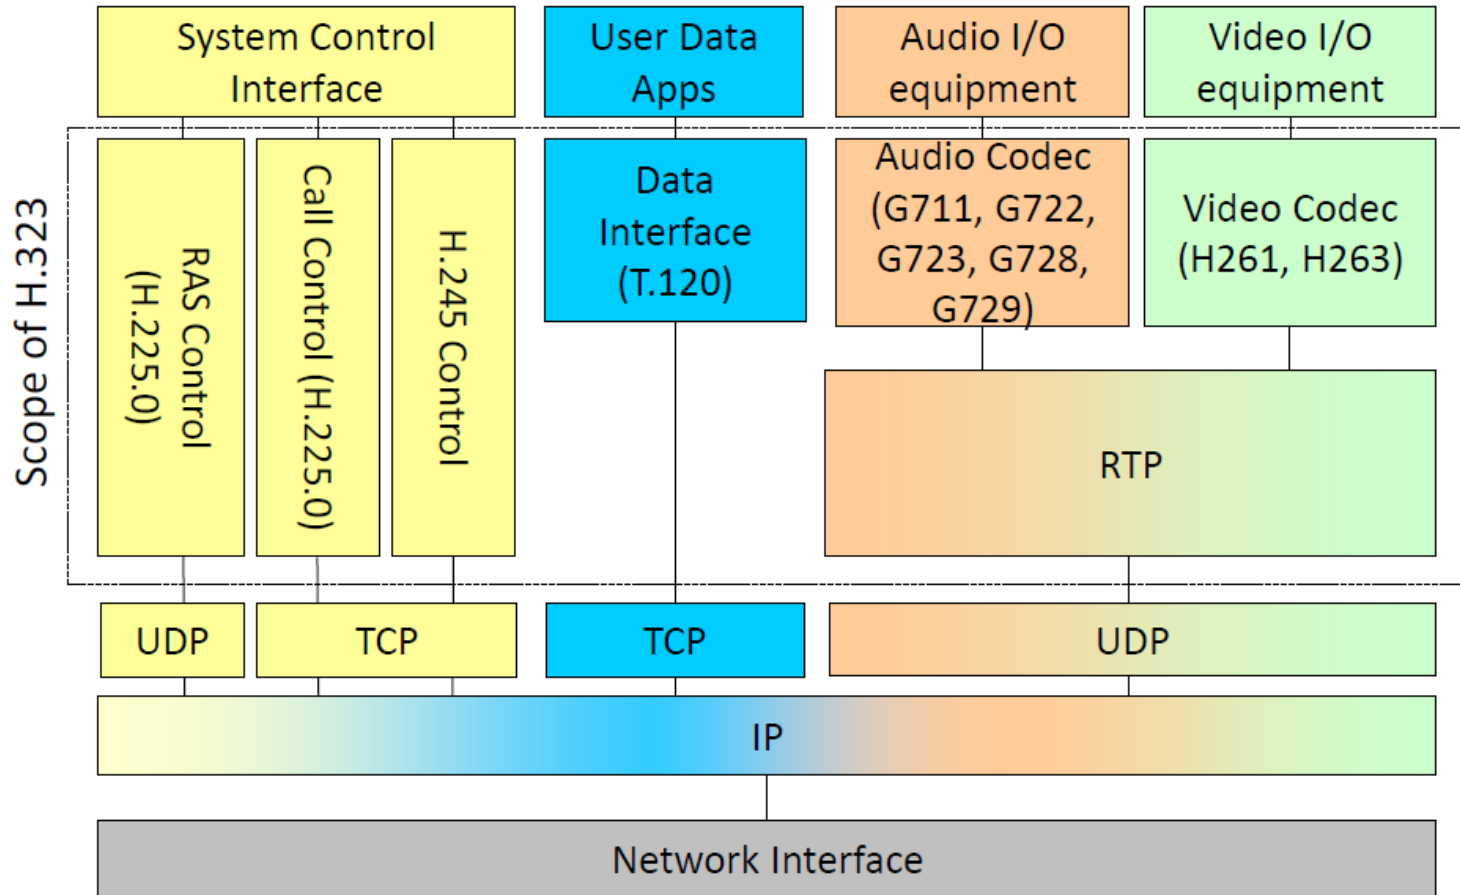 System Control
Interface
User Data
Apps
Audio I/O
equipment
Video I/O
equipment
Scope of H.323
RAS Control
(H.225.0)
Call Control (H.225.0)
H.245 Control
Data
Interface
(T.120)
Audio Codec
(G711, G722,
G723, G728,
G729)
Video Codec
(H261, H263)
RTP
UDP
TCP
TCP
UDP
IP
Network Interface